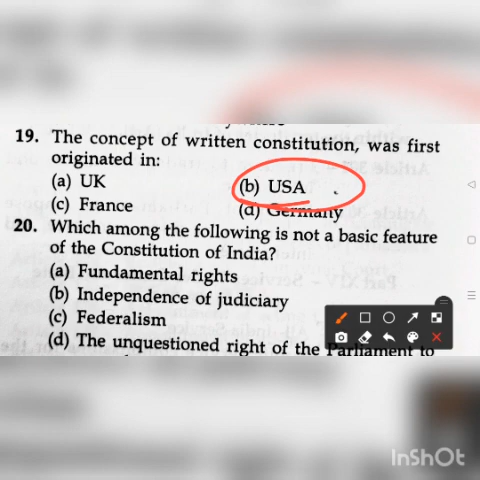 19. The concept of written constitution, was first
originated in:
(a) UK
(b) USA
(c) France
(d) Germany
20. Which among the following is not a basic feature
of the Constitution of India?
(a) Fundamental rights
(b) Independence of judiciary
(c) Federalism
(d) The unquestioned right of the Parliament to
InShOt